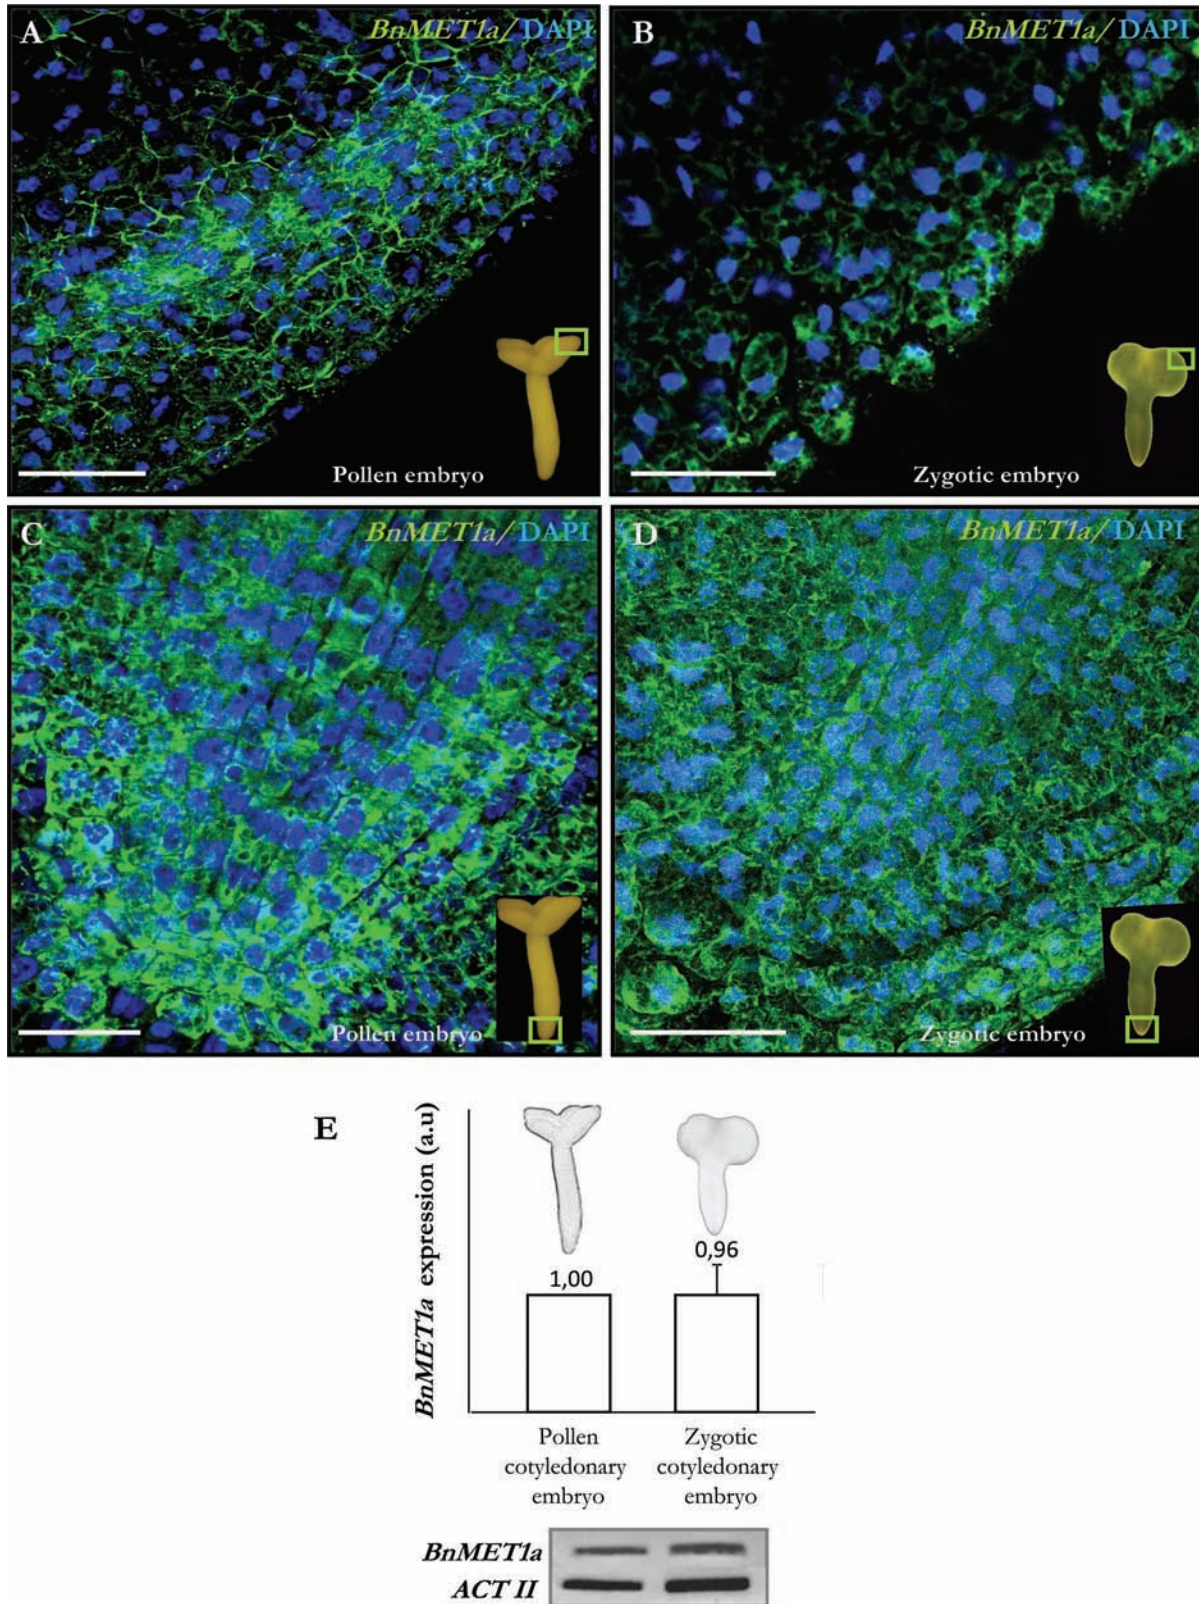 A
BnMET1a/ DAPI
Pollen embryo
B
BnMET1a/ DAPI
Zygotic embryo
C
BnMET1a/ DAPI
Pollen embryo
D
BnMET1a/ DAPI
Zygotic embryo
E
BnMET1a expression (a.u)
1,00
0,96
Pollen
cotyledonary
embryo
Zygotic
cotyledonary
embryo
BnMET1a
ACT II